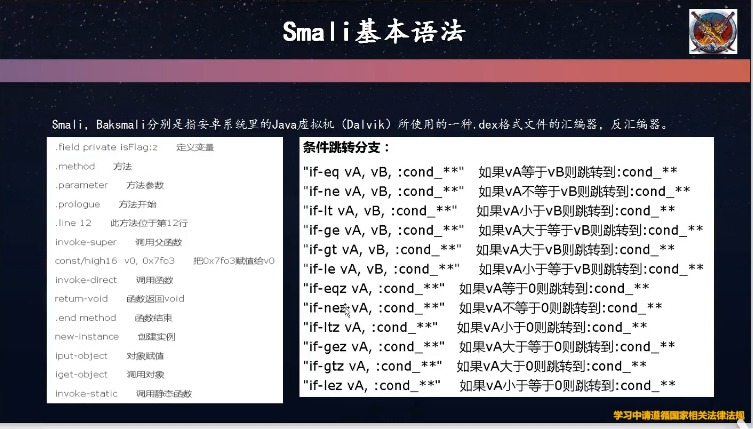 Smali基本语法
Smali, Baksmali分别是指安卓系统里的Java虚拟机（Dalvik）所使用的一种.dex格式文件的汇编器，反汇编器。
.field private isFlag:z 定义变量
.method 方法
.parameter 方法参数
.prologue 方法开始
.line 12 此方法位于第12行
invoke-super 调用父函数
const/high16 v0, 0x7fo3 把0x7fo3赋值给v0
invoke-direct 调用函数
return-void 函数返回void
.end method 函数结束
new-instance 创建实例
iput-object 对象赋值
iget-object 调用对象
invoke-static 调用静态函数
条件跳转分支：
"if-eq vA, vB, :cond_**" 如果vA等于vB则跳转到:cond_**
"if-ne vA, vB, :cond_**" 如果vA不等于vB则跳转到:cond_**
"if-lt vA, vB, :cond_**" 如果vA小于vB则跳转到:cond_**
"if-ge vA, vB, :cond_**" 如果vA大于等于vB则跳转到:cond_**
"if-gt vA, vB, :cond_**" 如果vA大于vB则跳转到:cond_**
"if-le vA, vB, :cond_**" 如果vA小于等于vB则跳转到:cond_**
"if-eqz vA, :cond_**" 如果vA等于0则跳转到:cond_**
"if-nez vA, :cond_**" 如果vA不等于0则跳转到:cond_**
"if-ltz vA, :cond_**" 如果vA小于0则跳转到:cond_**
"if-gez vA, :cond_**" 如果vA大于等于0则跳转到:cond_**
"if-gtz vA, :cond_**" 如果vA大于0则跳转到:cond_**
"if-lez vA, :cond_**" 如果vA小于等于0则跳转到:cond_**
学习中请遵循国家相关法律法规